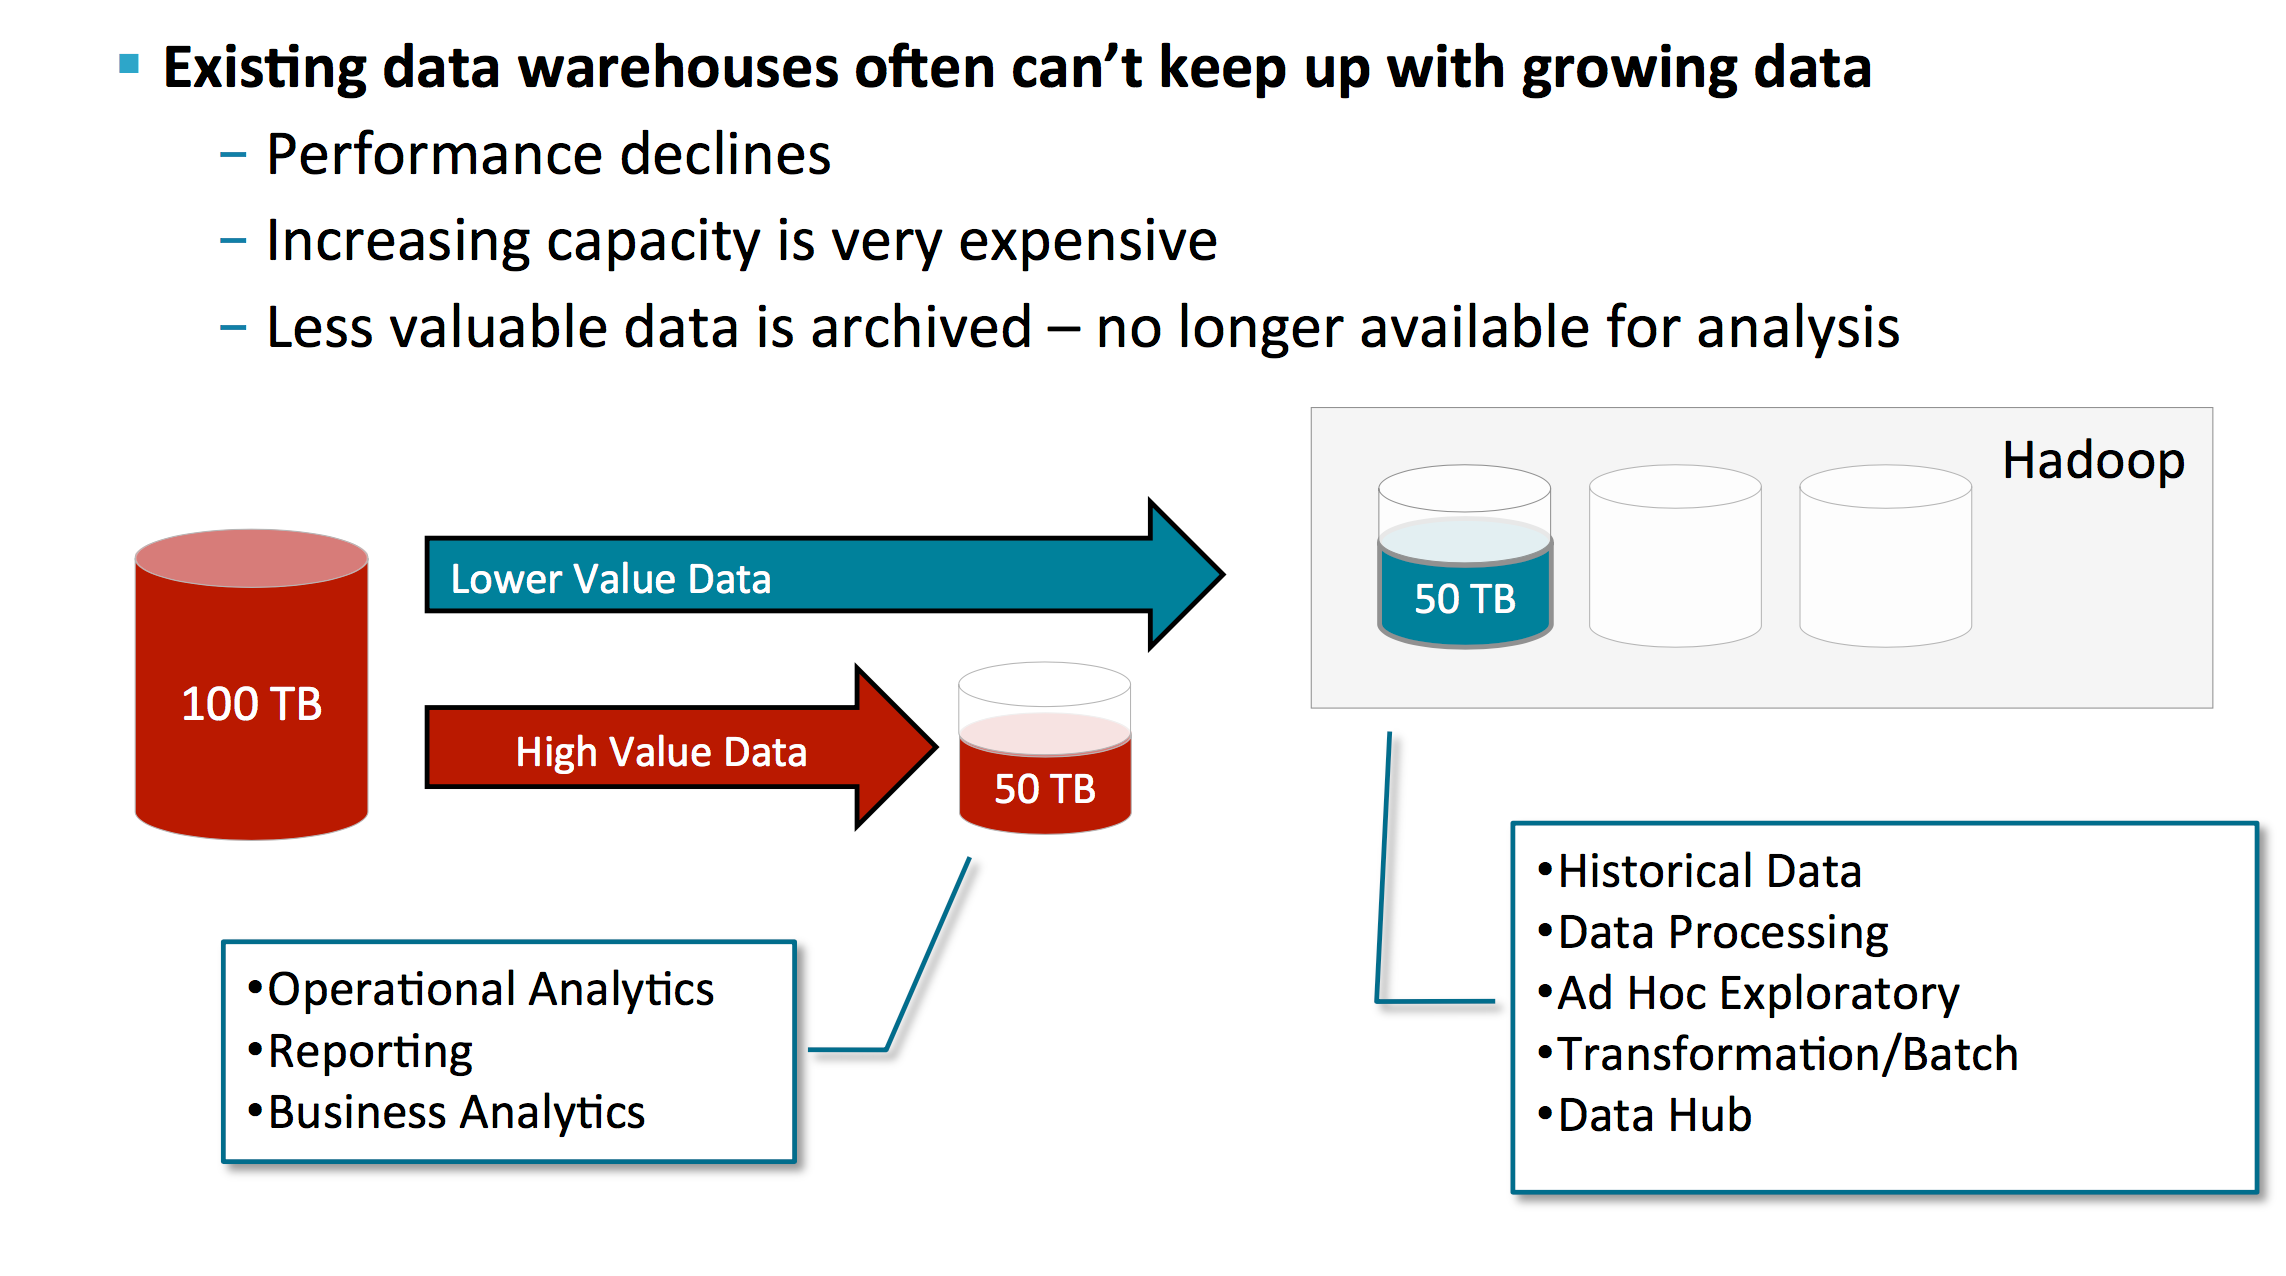 ▪ Existing data warehouses often can’t keep up with growing data
– Performance declines
– Increasing capacity is very expensive
– Less valuable data is archived – no longer available for analysis
Hadoop
Lower Value Data
50 TB
100 TB
High Value Data
50 TB
•Operational Analytics
•Reporting
•Business Analytics
•Historical Data
•Data Processing
•Ad Hoc Exploratory
•Transformation/Batch
•Data Hub